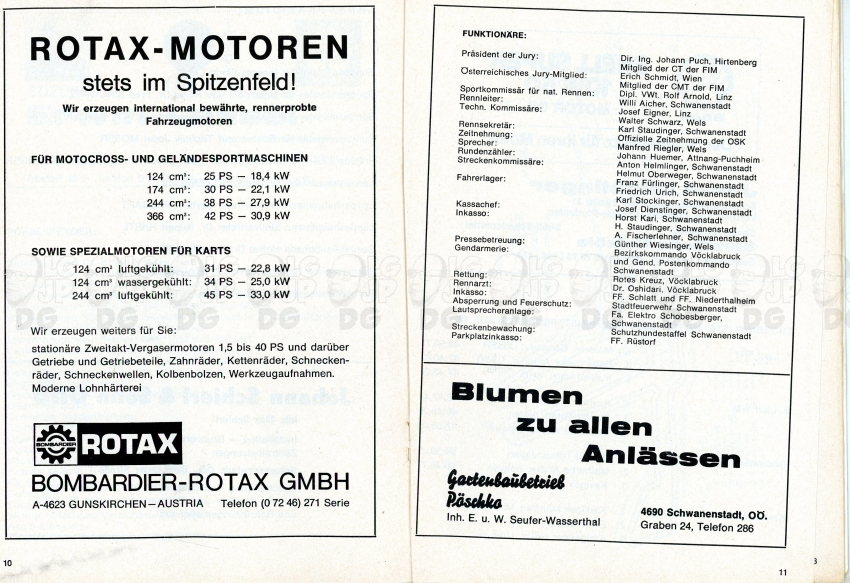 ROTAX-MOTOREN
stets im Spitzenfeld!
Wir erzeugen international bewährte, rennerprobte
Fahrzeugmotoren
FÜR MOTOCROSS- UND GELÄNDESPORTMASCHINEN
124 cm³: 25 PS — 18,4 kW
174 cm³: 30 PS — 22,1 kW
244 cm³: 38 PS — 27,9 kW
366 cm³: 42 PS — 30,9 kW
SOWIE SPEZIALMOTOREN FÜR KARTS
124 cm³ luftgekühlt: 31 PS — 22,8 kW
124 cm³ wassergekühlt: 34 PS — 25,0 kW
244 cm³ luftgekühlt: 45 PS — 33,0 kW
Wir erzeugen weiters für Sie:
stationäre Zweitakt-Vergasermotoren 1,5 bis 40 PS und darüber
Getriebe und Getriebeteile, Zahnräder, Kettenräder, Schnecken-
räder, Schneckenwellen, Kolbenbolzen, Werkzeugaufnahmen.
Moderne Lohnhärterei
BOMBARDIER ROTAX
BOMBARDIER-ROTAX GMBH
A-4623 GUNSKIRCHEN — AUSTRIA Telefon (0 72 46) 271 Serie
10
FUNKTIONÄRE:
Präsident der Jury: Dir. Ing. Johann Puch, Hirtenberg
Mitglied der CT der FIM
Österreichisches Jury-Mitglied: Erich Schmidt, Wien
Mitglied der CMT der FIM
Sportkommissär für nat. Rennen: Dipl. VWt. Rolf Arnold, Linz
Rennleiter: Willi Aicher, Schwanenstadt
Techn. Kommissäre: Josef Eigner, Linz
Walter Schwarz, Wels
Rennsekretär: Karl Staudinger, Schwanenstadt
Zeitnehmung: Offizielle Zeitnehmung der OSK
Sprecher: Manfred Riegler, Wels
Rundenzähler: Johann Huemer, Attnang-Puchheim
Streckenkommissäre: Anton Helmlinger, Schwanenstadt
Helmut Oberweger, Schwanenstadt
Fahrerlager: Franz Fürlinger, Schwanenstadt
Friedrich Urich, Schwanenstadt
Karl Stockinger, Schwanenstadt
Kassachef: Josef Dienstinger, Schwanenstadt
Inkasso: Horst Kari, Schwanenstadt
H. Staudinger, Schwanenstadt
A. Fischerlehner, Schwanenstadt
Pressebetreuung: Günther Wiesinger, Wels
Gendarmerie: Bezirkskommando Vöcklabruck
und Gend. Postenkommando
Schwanenstadt
Rettung: Rotes Kreuz, Vöcklabruck
Rennarzt: Dr. Oshidari, Vöcklabruck
Inkasso: FF. Schlatt und FF. Niederthalheim
Absperrung und Feuerschutz: Stadtfeuerwehr Schwanenstadt
Lautsprecheranlage: Fa. Elektro Schobesberger,
Schwanenstadt
Streckenbewachung: Schutzhundestaffel Schwanenstadt
Parkplatzinkasso: FF. Rüstorf
Blumen
zu allen
Anlässen
Gartenbaubetrieb
Päschko
Inh. E. u. W. Seufer-Wasserthal
4690 Schwanenstadt, OÖ.
Graben 24, Telefon 286
11